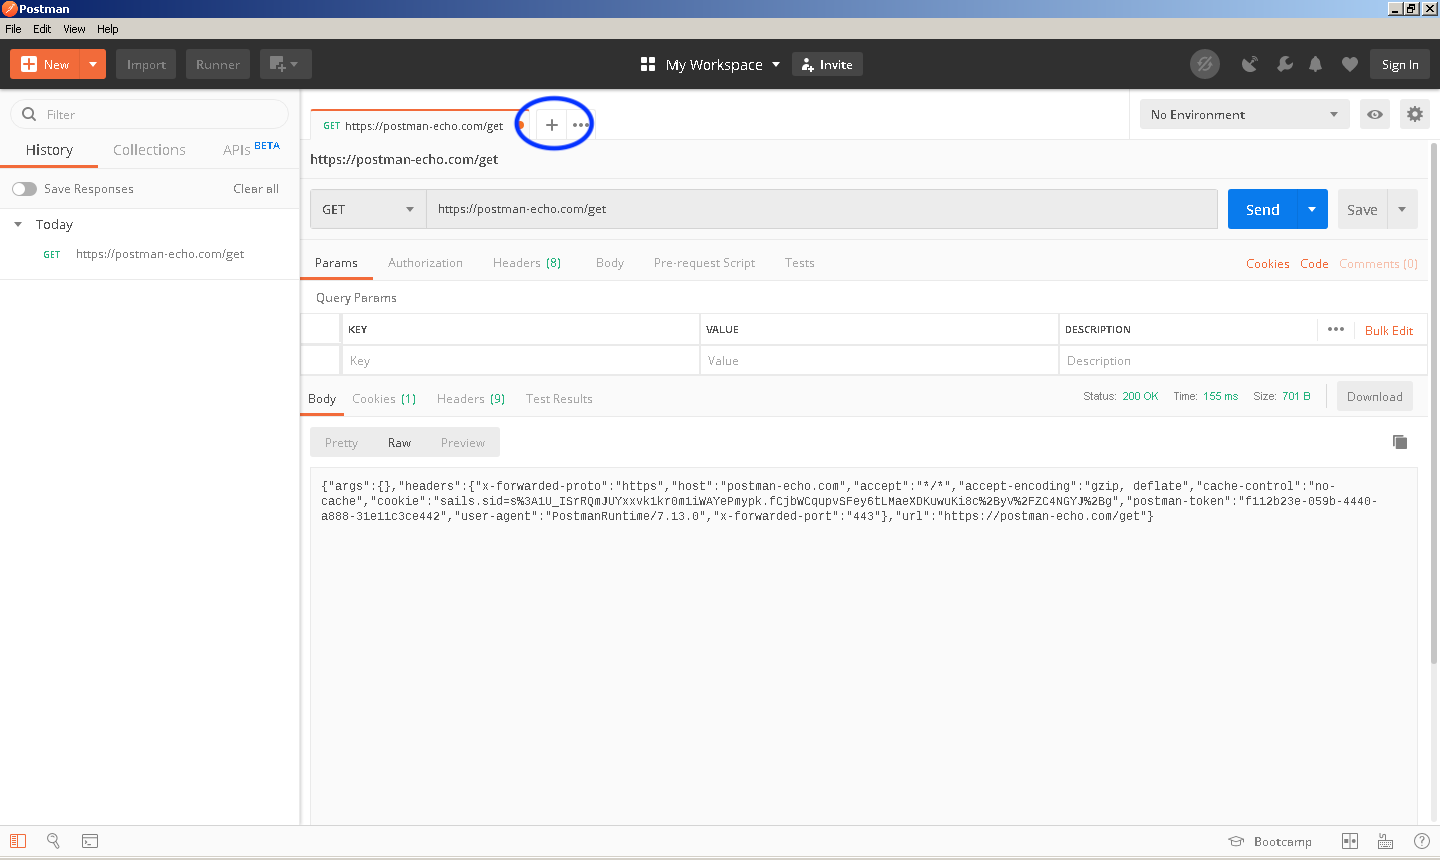 Postman
File Edit View Help
New Import Runner My Workspace Invite Sign In
Filter
History Collections APIs BETA
Save Responses Clear all
Today
GET https://postman-echo.com/get
GET https://postman-echo.com/get
No Environment
https://postman-echo.com/get
GET https://postman-echo.com/get Send Save
Params Authorization Headers (8) Body Pre-request Script Tests Cookies Code Comments (0)
Query Params
KEY VALUE DESCRIPTION Bulk Edit
Key Value Description
Body Cookies (1) Headers (9) Test Results Status: 200 OK Time: 155 ms Size: 701 B Download
Pretty Raw Preview
{"args":{},"headers":{"x-forwarded-proto":"https","host":"postman-echo.com","accept":"*/*","accept-encoding":"gzip, deflate","cache-control":"no-
cache","cookie":"sails.sid=s%3A1U_ISrRQmJUYxxvk1kr0m1iWAYePmypk.fCjbWCqupvSFey6tLMaeXDKuwuKi8c%2ByV%2FZC4NGYJ%2Bg","postman-token":"f112b23e-059b-4440-
a888-31e11c3ce442","user-agent":"PostmanRuntime/7.13.0","x-forwarded-port":"443"},"url":"https://postman-echo.com/get"}
Bootcamp